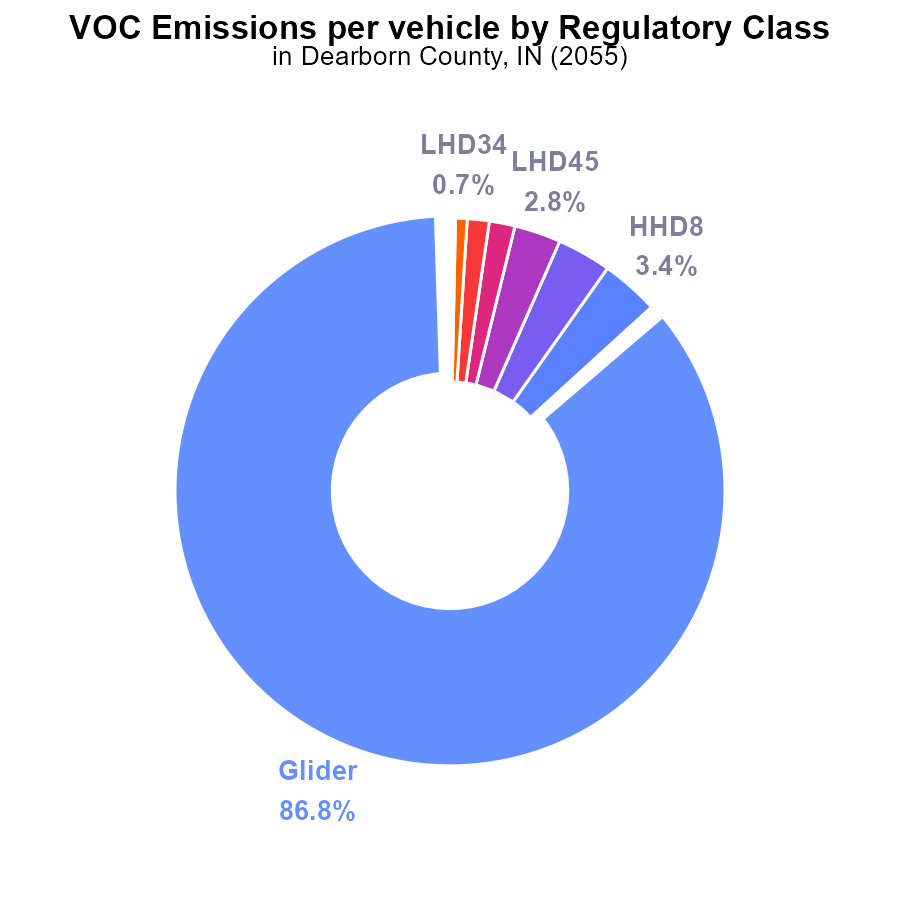 VOC Emissions per vehicle by Regulatory Class
in Dearborn County, IN (2055)
LHD34
0.7%
LHD45
2.8%
HHD8
3.4%
Glider
86.8%